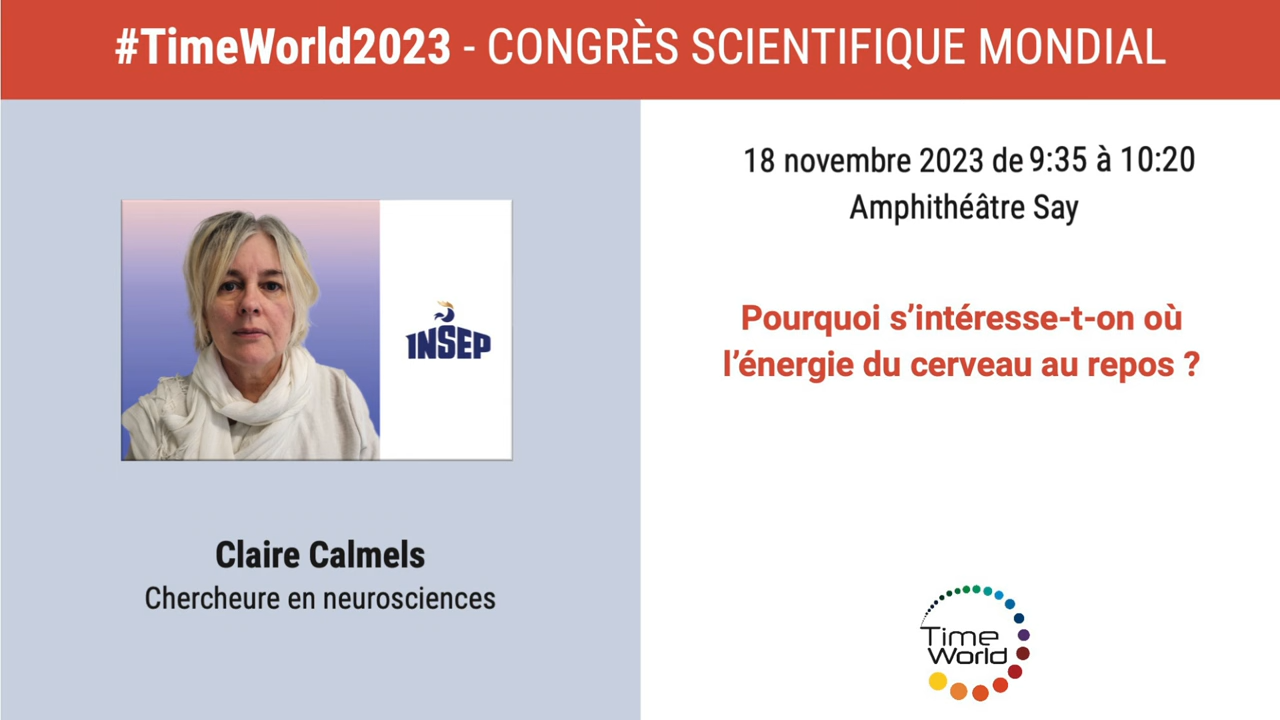 #TimeWorld2023 - CONGRÈS SCIENTIFIQUE MONDIAL
INSEP
Claire Calmels
Chercheure en neurosciences
18 novembre 2023 de 9:35 à 10:20
Amphithéâtre Say
Pourquoi s’intéresse-t-on où
l’énergie du cerveau au repos ?
Time
World